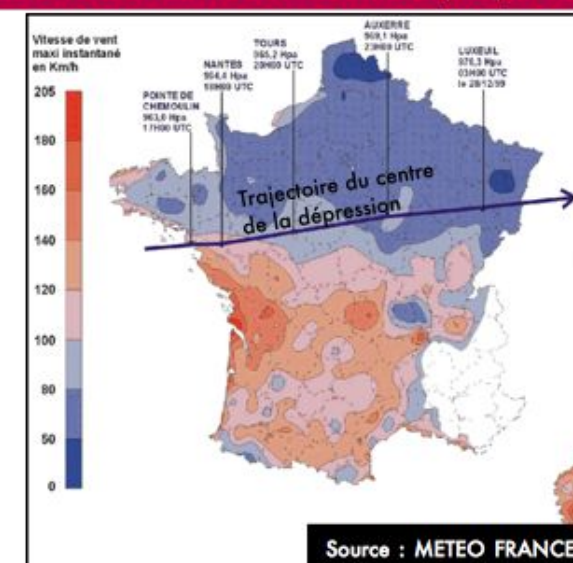 Vitesse de vent
maxi instantané
en Km/h
205
180
160
140
120
100
80
50
0
POINTE DE
CHEMOULIN
963,0 Hpa
17H00 UTC
NANTES
964,4 Hpa
18H00 UTC
TOURS
965,2 Hpa
20H00 UTC
AUXERRE
969,1 Hpa
23H00 UTC
LUXEUIL
978,3 Hpa
03H00 UTC
le 28/12/99
Trajectoire du centre
de la dépression
Source : METEO FRANCE